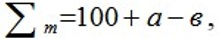 ∑ m=100 + а – в ,